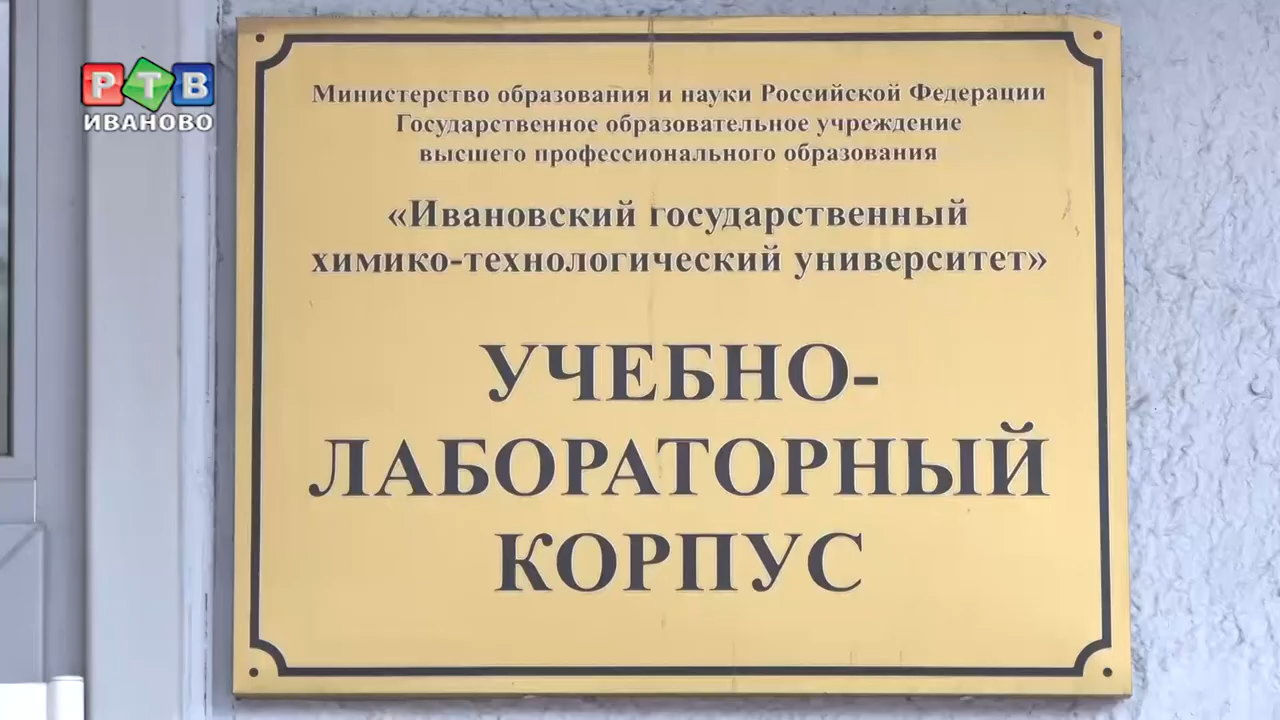 РТВ
ИВАНОВО
Министерство образования и науки Российской Федерации
Государственное образовательное учреждение
высшего профессионального образования
«Ивановский государственный
химико-технологический университет»
УЧЕБНО-
ЛАБОРАТОРНЫЙ
КОРПУС